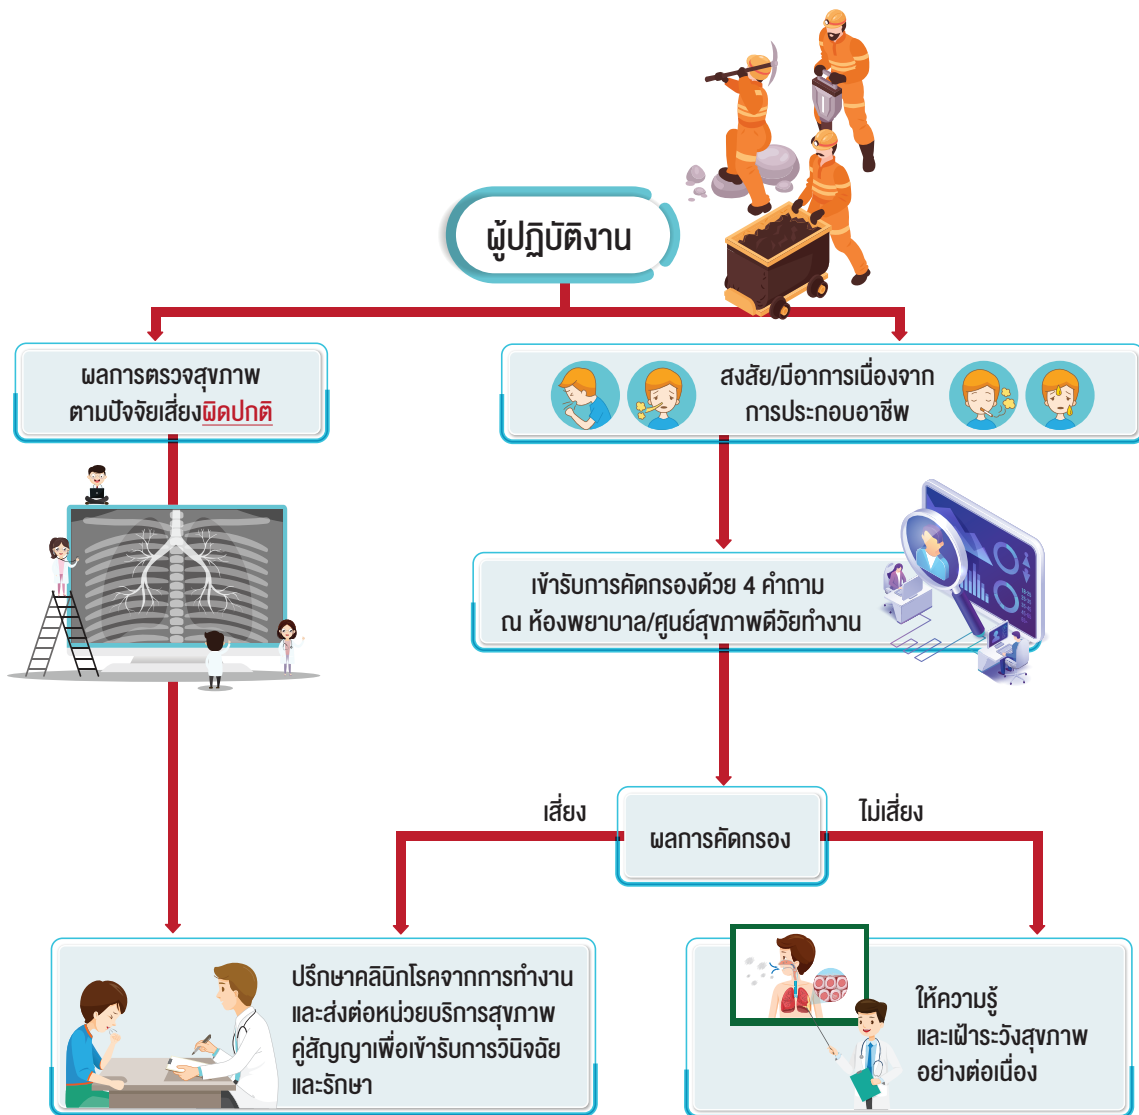 ผู้ปฏิบัติงาน
ผลการตรวจสุขภาพ
ตามปัจจัยเสี่ยงผิดปกติ
สงสัย/มีอาการเนื่องจาก
การประกอบอาชีพ
เข้ารับการคัดกรองด้วย 4 คำถาม
ณ ห้องพยาบาล/ศูนย์สุขภาพดีวัยทำงาน
เสี่ยง
ผลการคัดกรอง
ไม่เสี่ยง
ปรึกษาคลินิกโรคจากการทำงาน
และส่งต่อหน่วยบริการสุขภาพ
คู่สัญญาเพื่อเข้ารับการวินิจฉัย
และรักษา
ให้ความรู้
และเฝ้าระวังสุขภาพ
อย่างต่อเนื่อง